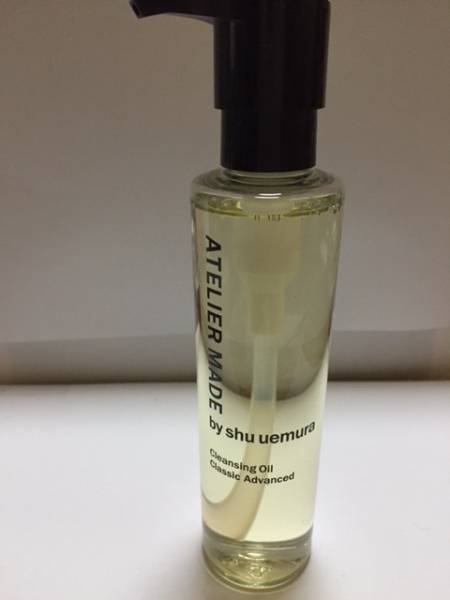 ATELIER MADE
by shu uemura
Cleansing Oil
Classic Advanced